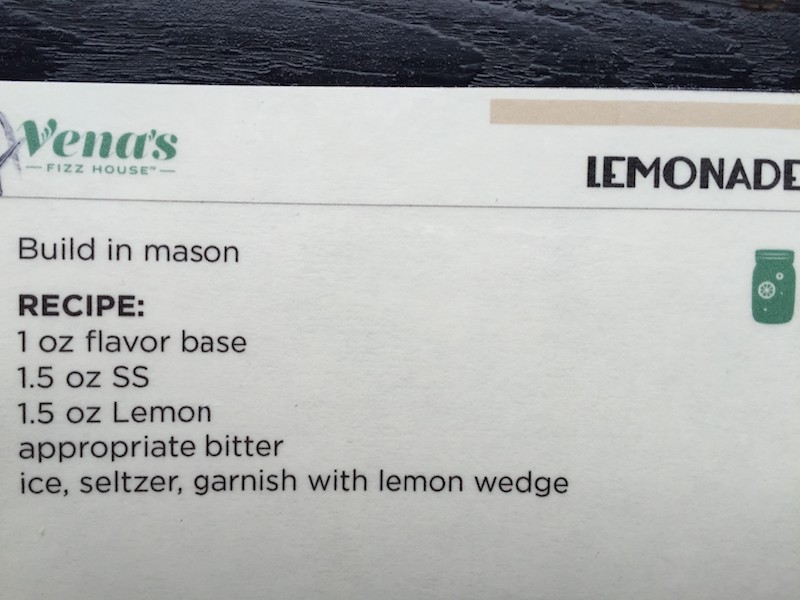 Vena's
FIZZ HOUSE™
LEMONADE
Build in mason
RECIPE:
1 oz flavor base
1.5 oz SS
1.5 oz Lemon
appropriate bitter
ice, seltzer, garnish with lemon wedge